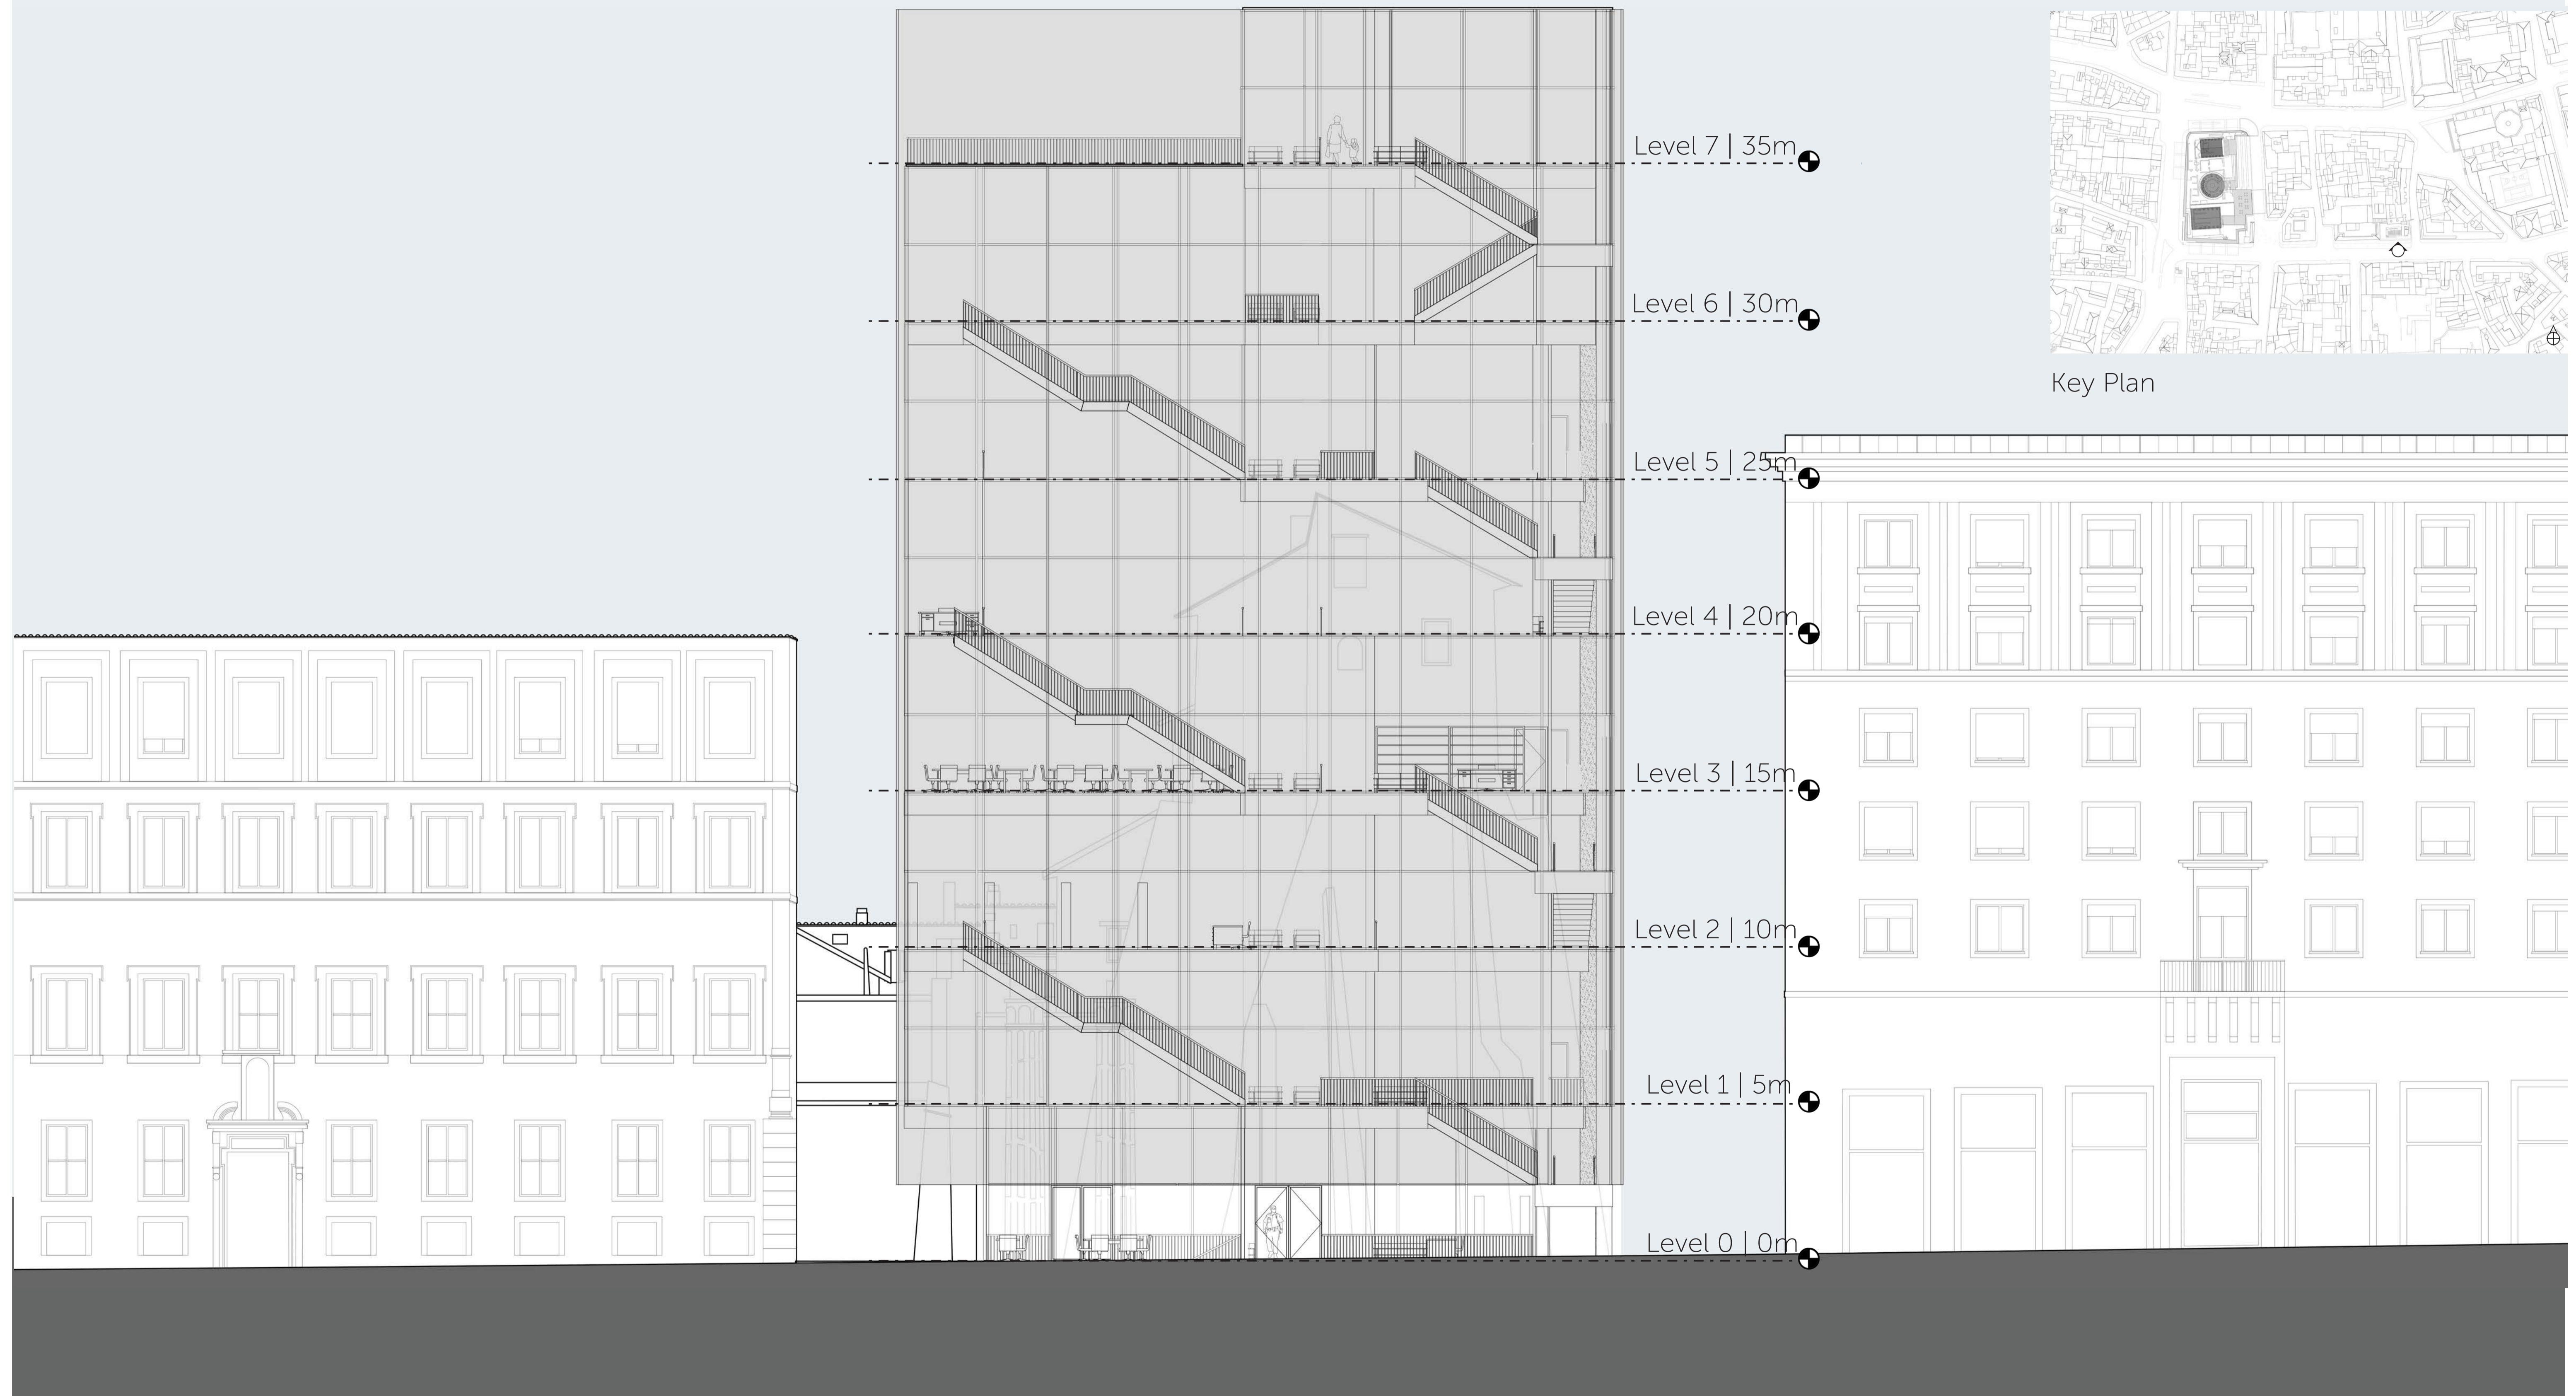 Level 7 | 35m
Level 6 | 30m
Key Plan
Level 5 | 25m
Level 4 | 20m
Level 3 | 15m
Level 2 | 10m
Level 1 | 5m
Level 0 | 0m